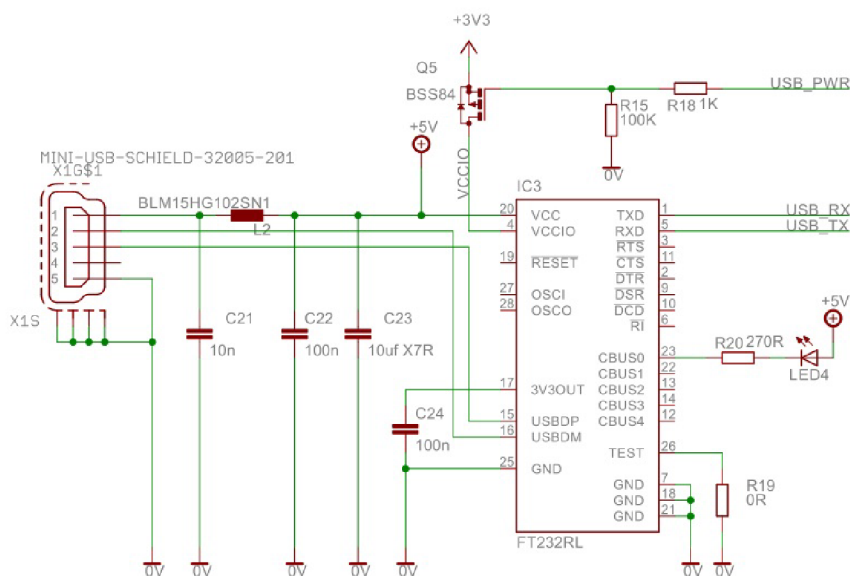 +3V3
Q5
BSS84
USB_PWR
R18 1K
R15
100K
0V
+5V
VCCIO
MINI-USB-SCHIELD-32005-201
X1G$1
BLM15HG102SN1
L2
1
2
3
4
5
X1S
C21
10n
C22
100n
C23
10uf X7R
C24
100n
IC3
20 VCC
4 VCCIO
19 RESET
27 OSCI
28 OSCO
17 3V3OUT
15 USBDP
16 USBDM
25 GND
TXD 1 USB_RX
RXD 5 USB_TX
RTS 3
CTS 11
DTR 2
DSR 9
DCD 10
RI 6
CBUS0 23
CBUS1 22
CBUS2 13
CBUS3 14
CBUS4 12
TEST 26
GND 7
GND 18
GND 21
FT232RL
R20 270R
+5V
LED4
R19
0R
0V
0V
0V
0V
0V
0V
0V